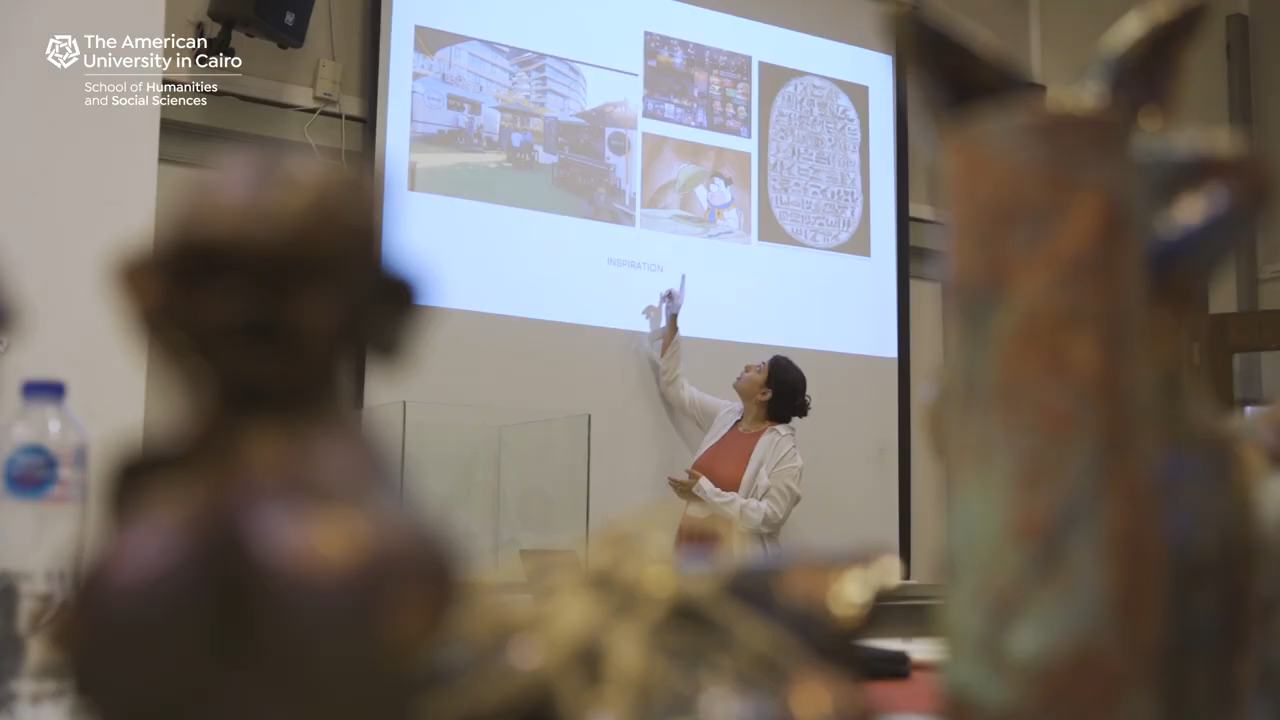 The American
University in Cairo
School of Humanities
and Social Sciences
INSPIRATION